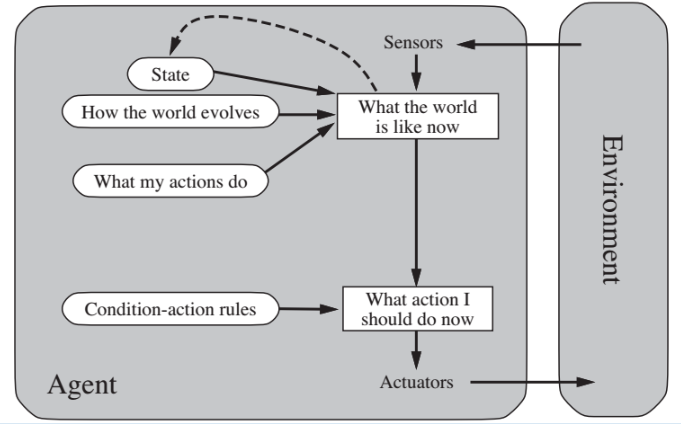 Sensors
State
How the world evolves
What the world
is like now
What my actions do
Environment
Condition-action rules
What action I
should do now
Agent
Actuators